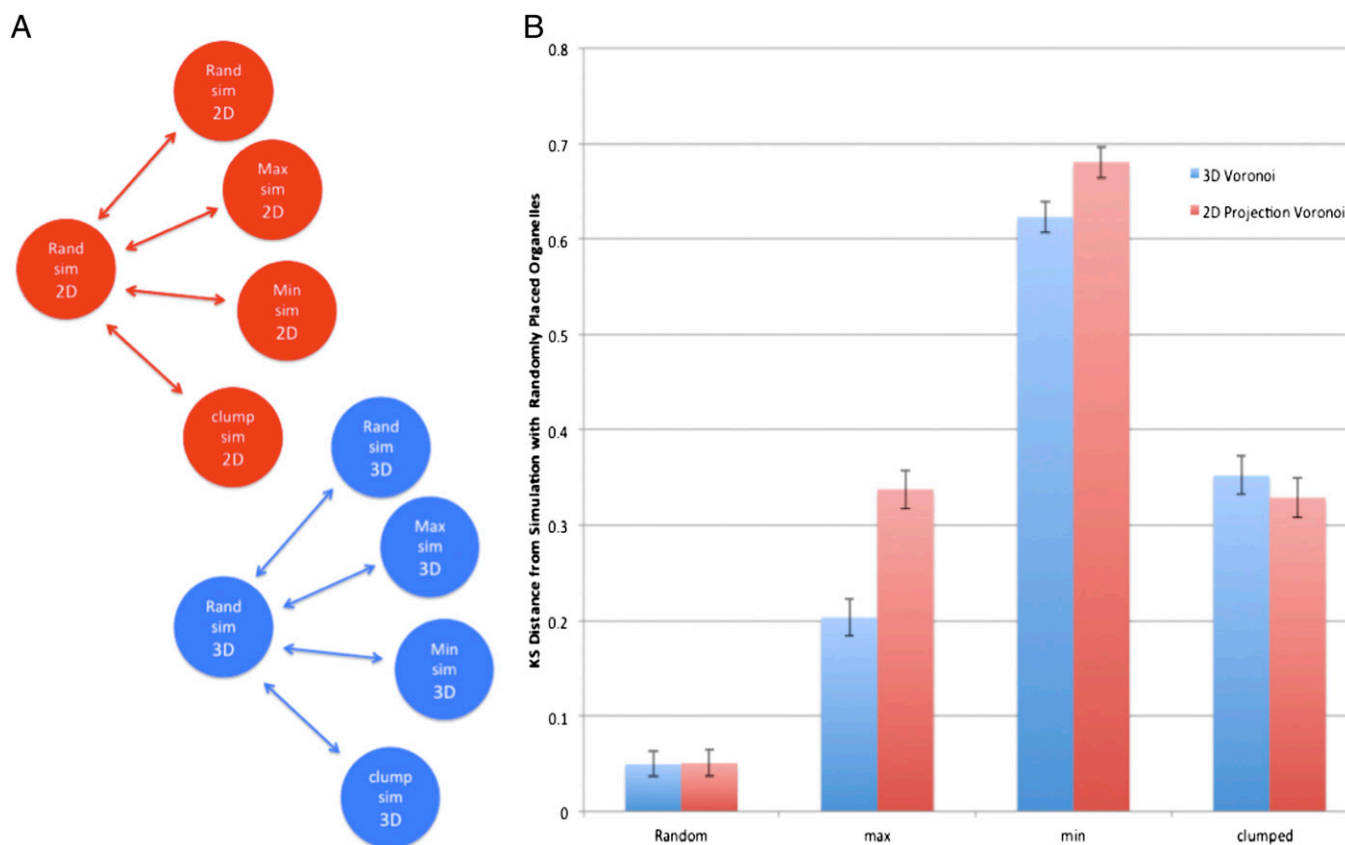 A
Rand
sim
2D
Max
sim
2D
Rand
sim
2D
Min
sim
2D
clump
sim
2D
Rand
sim
3D
Max
sim
3D
Rand
sim
3D
Min
sim
3D
clump
sim
3D
B
KS Distance from Simulation with Randomly Placed Organelles
0.8
0.7
0.6
0.5
0.4
0.3
0.2
0.1
0
3D Voronoi
2D Projection Voronoi
Random max min clumped